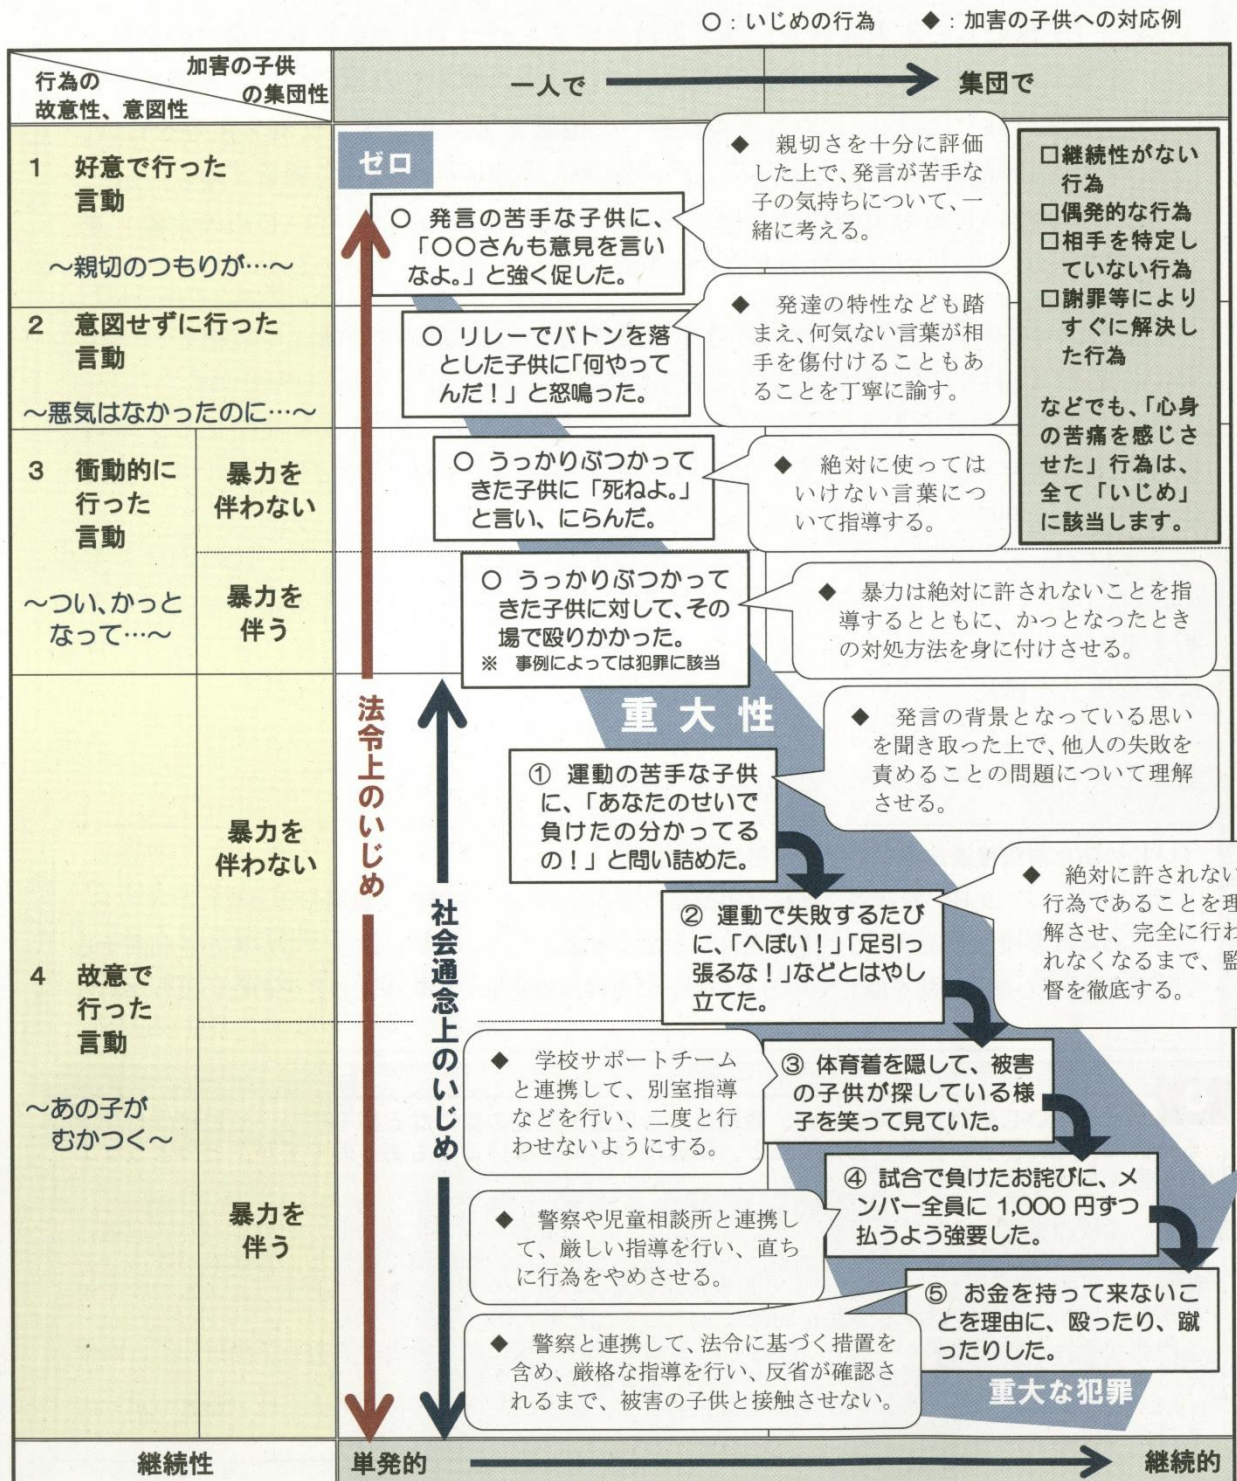 ○：いじめの行為　◆：加害の子供への対応例
加害の子供
の集団性
行為の
故意性、意図性
一人で
集団で
1　好意で行った
言動
～親切のつもりが…～
ゼロ
○　発言の苦手な子供に、
「〇〇さんも意見を言い
なよ。」と強く促した。
◆　親切さを十分に評価
した上で、発言が苦手な
子の気持ちについて、一
緒に考える。
□継続性がない
行為
□偶発的な行為
□相手を特定し
ていない行為
□謝罪等により
すぐに解決し
た行為
などでも、「心身
の苦痛を感じさ
せた」行為は、
全て「いじめ」
に該当します。
2　意図せずに行った
言動
～悪気はなかったのに…～
○　リレーでバトンを落
とした子供に「何やって
んだ！」と怒鳴った。
◆　発達の特性なども踏
まえ、何気ない言葉が相
手を傷付けることもあ
ることを丁寧に諭す。
3　衝動的に
行った
言動
～つい、かっと
なって…～
暴力を
伴わない
○　うっかりぶつかって
きた子供に「死ねよ。」
と言い、にらんだ。
◆　絶対に使っては
いけない言葉につ
いて指導する。
暴力を
伴う
○　うっかりぶつかって
きた子供に対して、その
場で殴りかかった。
※　事例によっては犯罪に該当
◆　暴力は絶対に許されないことを指
導するとともに、かっとなったとき
の対処方法を身に付けさせる。
法令上のいじめ
社会通念上のいじめ
重大性
4　故意で
行った
言動
～あの子が
むかつく～
暴力を
伴わない
①　運動の苦手な子供
に、「あなたのせいで
負けたの分かってる
の！」と問い詰めた。
◆　発言の背景となっている思い
を聞き取った上で、他人の失敗を
責めることの問題について理解
させる。
②　運動で失敗するたび
に、「へぼい！」「足引っ
張るな！」などとはやし
立てた。
◆　絶対に許されない
行為であることを理
解させ、完全に行わ
れなくなるまで、監
督を徹底する。
暴力を
伴う
③　体育着を隠して、被害
の子供が探している様
子を笑って見ていた。
◆　学校サポートチーム
と連携して、別室指導
などを行い、二度と行
わせないようにする。
④　試合で負けたお詫びに、メ
ンバー全員に 1,000 円ずつ
払うよう強要した。
◆　警察や児童相談所と連携し
て、厳しい指導を行い、直ち
に行為をやめさせる。
⑤　お金を持って来ないこ
とを理由に、殴ったり、蹴
ったりした。
◆　警察と連携して、法令に基づく措置を
含め、厳格な指導を行い、反省が確認さ
れるまで、被害の子供と接触させない。
重大な犯罪
継続性
単発的
継続的